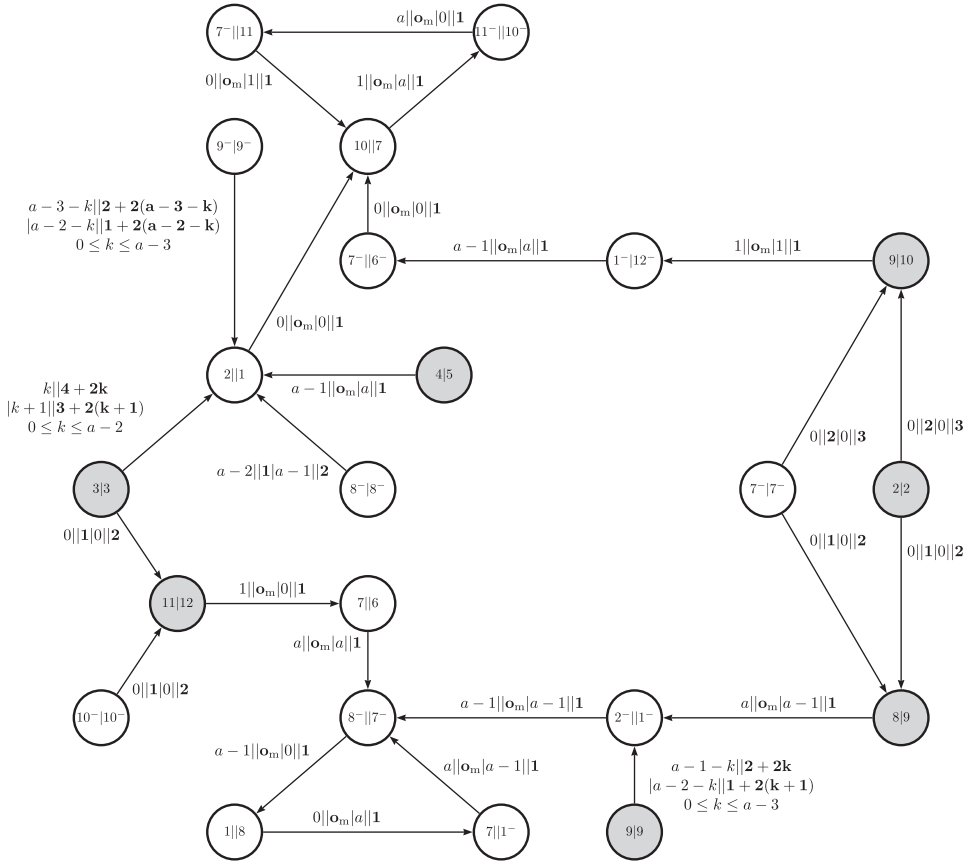 a||oₘ|0||1
7⁻||11
11⁻||10⁻
0||oₘ|1||1
1||oₘ|a||1
9⁻|9⁻
10||7
a − 3 − k||2 + 2(a − 3 − k)
|a − 2 − k||1 + 2(a − 2 − k)
0 ≤ k ≤ a − 3
0||oₘ|0||1
7⁻||6⁻
a − 1||oₘ|a||1
1⁻|12⁻
1||oₘ|1||1
9|10
0||oₘ|0||1
2||1
a − 1||oₘ|a||1
4|5
k||4 + 2k
|k + 1||3 + 2(k + 1)
0 ≤ k ≤ a − 2
0||2|0||3
0||2|0||3
a − 2||1|a − 1||2
3|3
8⁻|8⁻
7⁻|7⁻
2|2
0||1|0||2
0||1|0||2
0||1|0||2
11|12
1||oₘ|0||1
7||6
a||oₘ|a||1
0||1|0||2
10⁻|10⁻
8⁻||7⁻
a − 1||oₘ|a − 1||1
2⁻||1⁻
a||oₘ|a − 1||1
8|9
a − 1||oₘ|0||1
a||oₘ|a − 1||1
a − 1 − k||2 + 2k
|a − 2 − k||1 + 2(k + 1)
0 ≤ k ≤ a − 3
1||8
0||oₘ|a||1
7||1⁻
9|9